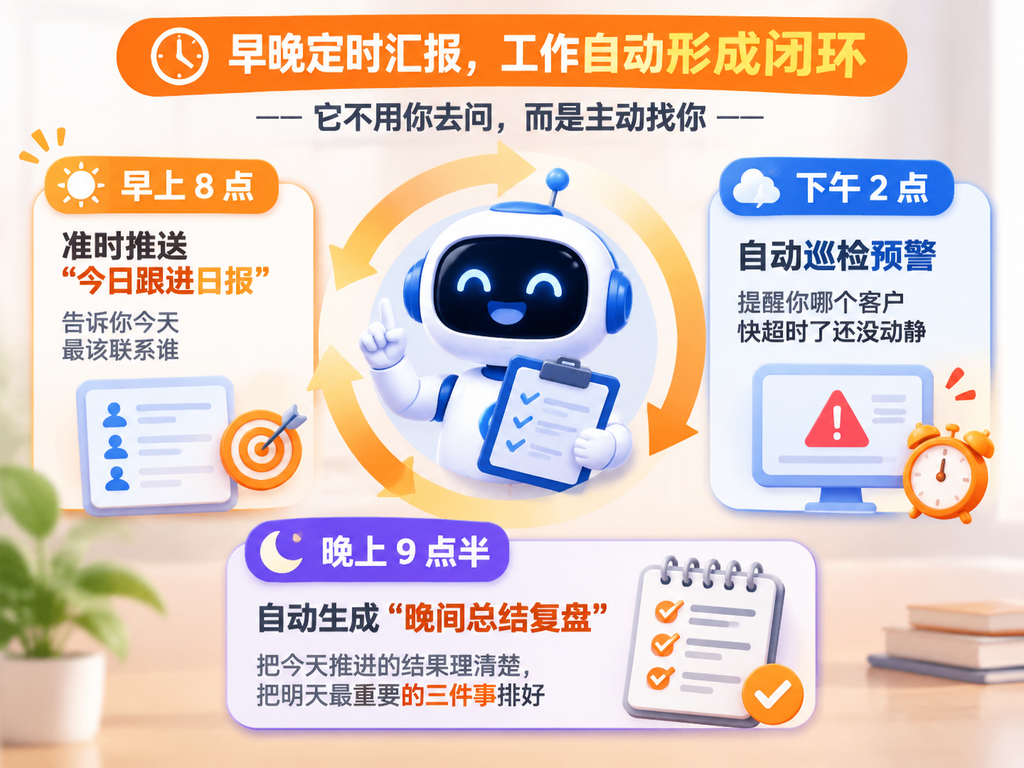 早晚定时汇报，工作自动形成闭环
—— 它不用你去问，而是主动找你 ——
早上 8 点
准时推送
“今日跟进日报”
告诉你今天
最该联系谁
下午 2 点
自动巡检预警
提醒你哪个客户
快超时了还没动静
晚上 9 点半
自动生成 “晚间总结复盘”
把今天推进的结果理清楚，
把明天最重要的三件事排好